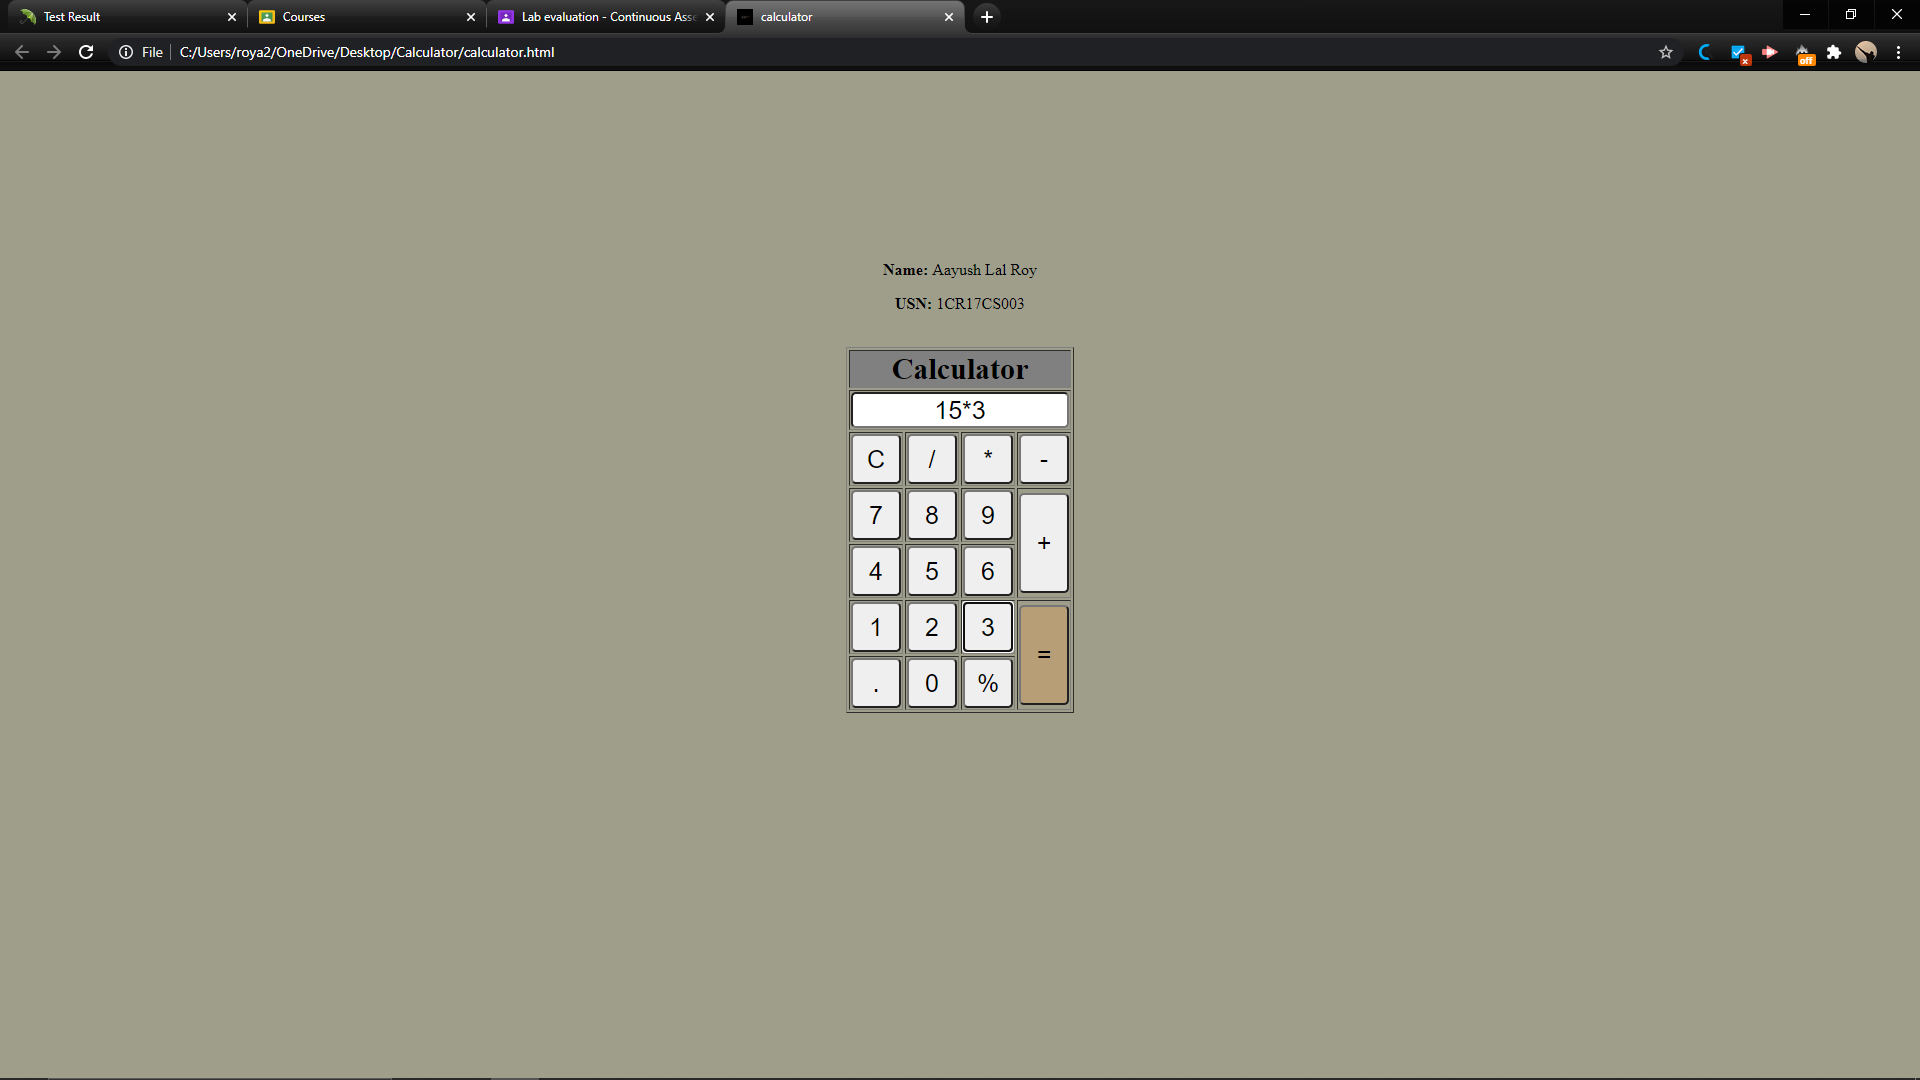 Test Result
Courses
Lab evaluation - Continuous Ass
calculator
File
C:/Users/roya2/OneDrive/Desktop/Calculator/calculator.html
off
Name: Aayush Lal Roy
USN: 1CR17CS003
Calculator
15*3
C / * -
7 8 9 +
4 5 6
1 2 3 =
. 0 %